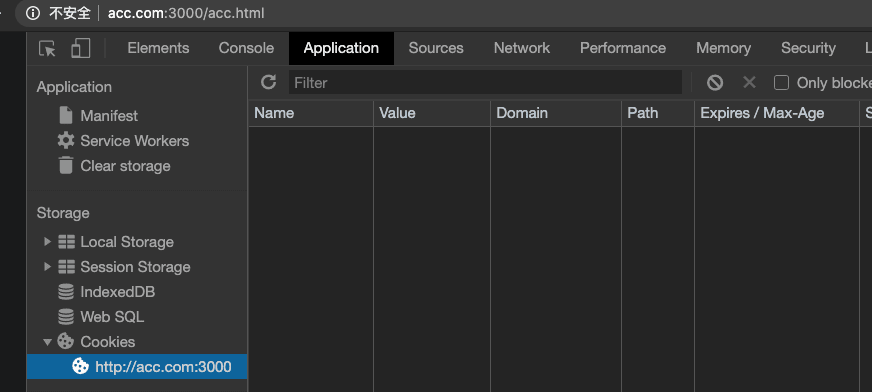 不安全 acc.com:3000/acc.html
Elements Console Application Sources Network Performance Memory Security L
Application
Filter
Only blocke
Manifest
Name Value Domain Path Expires / Max-Age S
Service Workers
Clear storage
Storage
Local Storage
Session Storage
IndexedDB
Web SQL
Cookies
http://acc.com:3000